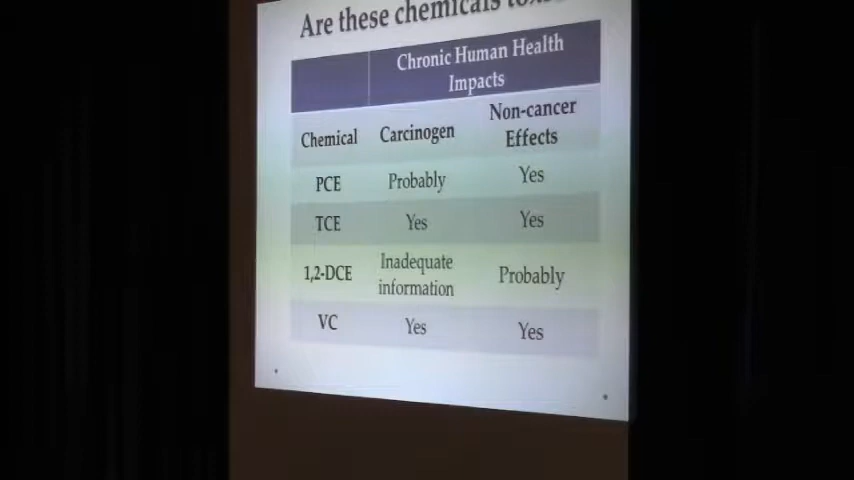 Are these chemicals
Chronic Human Health
Impacts
Chemical Carcinogen Non-cancer
Effects
PCE Probably Yes
TCE Yes Yes
1,2-DCE Inadequate
information Probably
VC Yes Yes